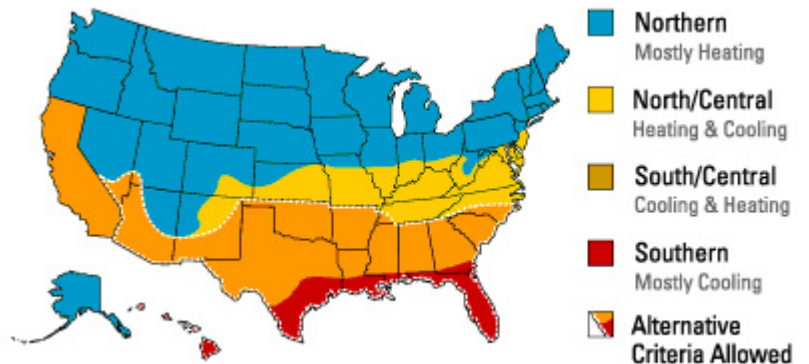 Northern
Mostly Heating
North/Central
Heating & Cooling
South/Central
Cooling & Heating
Southern
Mostly Cooling
Alternative
Criteria Allowed